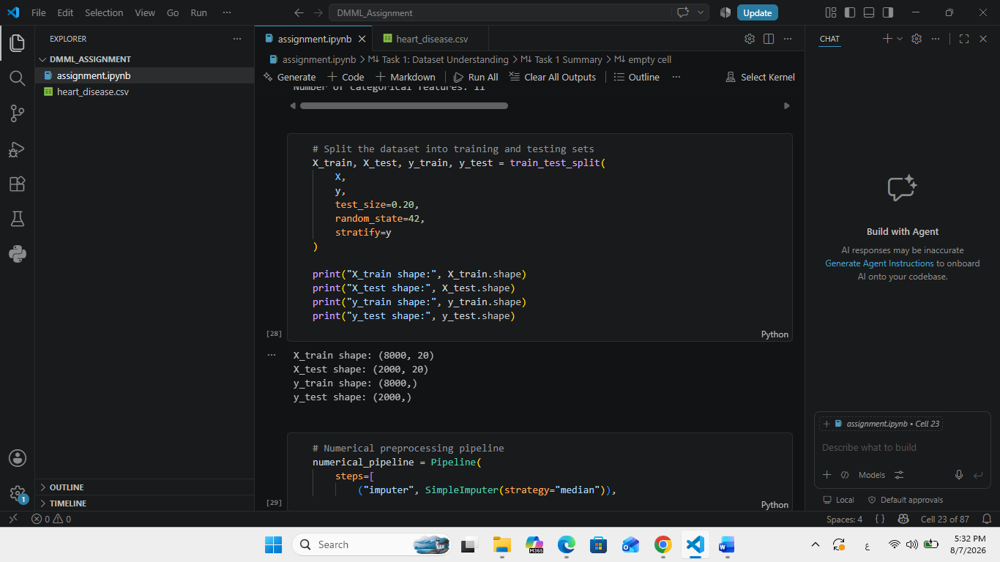 File Edit Selection View Go Run ···
DMML_Assignment
Update
EXPLORER ···
DMML_ASSIGNMENT
assignment.ipynb
heart_disease.csv
OUTLINE
TIMELINE
assignment.ipynb heart_disease.csv
assignment.ipynb > M↓ Task 1: Dataset Understanding > M↓ Task 1 Summary > M↓ empty cell
Generate + Code + Markdown Run All Clear All Outputs Outline ··· Select Kernel
Number of categorical features: 11
# Split the dataset into training and testing sets
X_train, X_test, y_train, y_test = train_test_split(
X,
y,
test_size=0.20,
random_state=42,
stratify=y
)
print("X_train shape:", X_train.shape)
print("X_test shape:", X_test.shape)
print("y_train shape:", y_train.shape)
print("y_test shape:", y_test.shape)
[28] Python
··· X_train shape: (8000, 20)
X_test shape: (2000, 20)
y_train shape: (8000,)
y_test shape: (2000,)
# Numerical preprocessing pipeline
numerical_pipeline = Pipeline(
steps=[
("imputer", SimpleImputer(strategy="median")),
[29] Python
CHAT
Build with Agent
AI responses may be inaccurate
Generate Agent Instructions to onboard
AI onto your codebase.
+ assignment.ipynb • Cell 23
Describe what to build
Models
Local Default approvals
1
0 0
Spaces: 4 { } Cell 23 of 87
Search
M365
ع
5:32 PM
8/7/2026